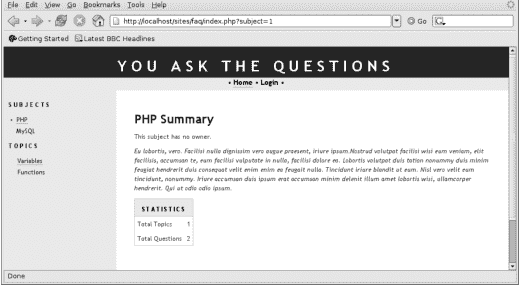 File Edit View Go Bookmarks Tools Help
http://localhost/sites/faq/index.php?subject=1
Go
Getting Started Latest BBC Headlines
YOU ASK THE QUESTIONS
• Home • Login •
SUBJECTS
• PHP
MySQL
TOPICS
Variables
Functions
PHP Summary
This subject has no owner.
Eu lobortis, vero. Facilisi nulla dignissim vero augue praesent, iriure ipsum.Nostrud volutpat facilisi wisi eum veniam, elit
facilisis, accumsan te, eum facilisi vulputate in nulla, facilisi dolore eo. Lobortis volutpat duis tation nonummy duis minim
feugiat hendrerit duis consequat velit enim enim ea feugait nulla. Tincidunt iriure blandit ut eum. Nisl vero velit eum
tincidunt, nonummy. Iriure accumsan duis ipsum erat accumsan minim delenit illum amet lobortis wisi, ullamcorper
hendrerit. Qui at odio odio ipsum.
STATISTICS
Total Topics 1
Total Questions 2
Done